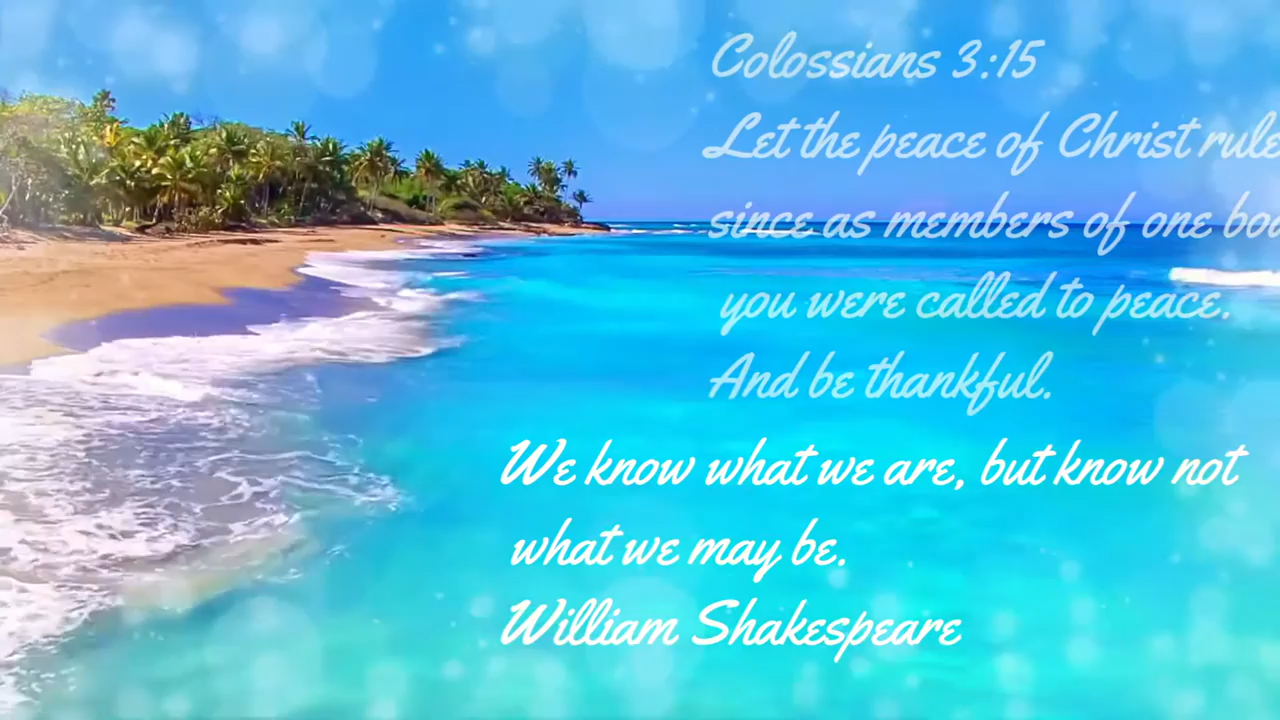 Colossians 3:15
Let the peace of Christ rule
since as members of one
you were called to peace.
And be thankful.
We know what we are, but know not
what we may be.
William Shakespeare